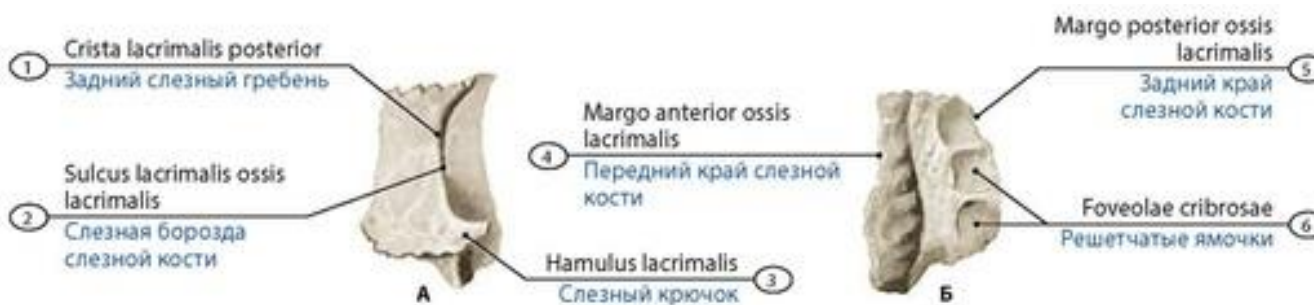 1
Crista lacrimalis posterior
Задний слезный гребень
2
Sulcus lacrimalis ossis
lacrimalis
Слезная борозда
слезной кости
А
Hamulus lacrimalis
Слезный крючок
3
4
Margo anterior ossis
lacrimalis
Передний край слезной
кости
Margo posterior ossis
lacrimalis
Задний край
слезной кости
5
Foveolae cribrosae
Решетчатые ямочки
6
Б